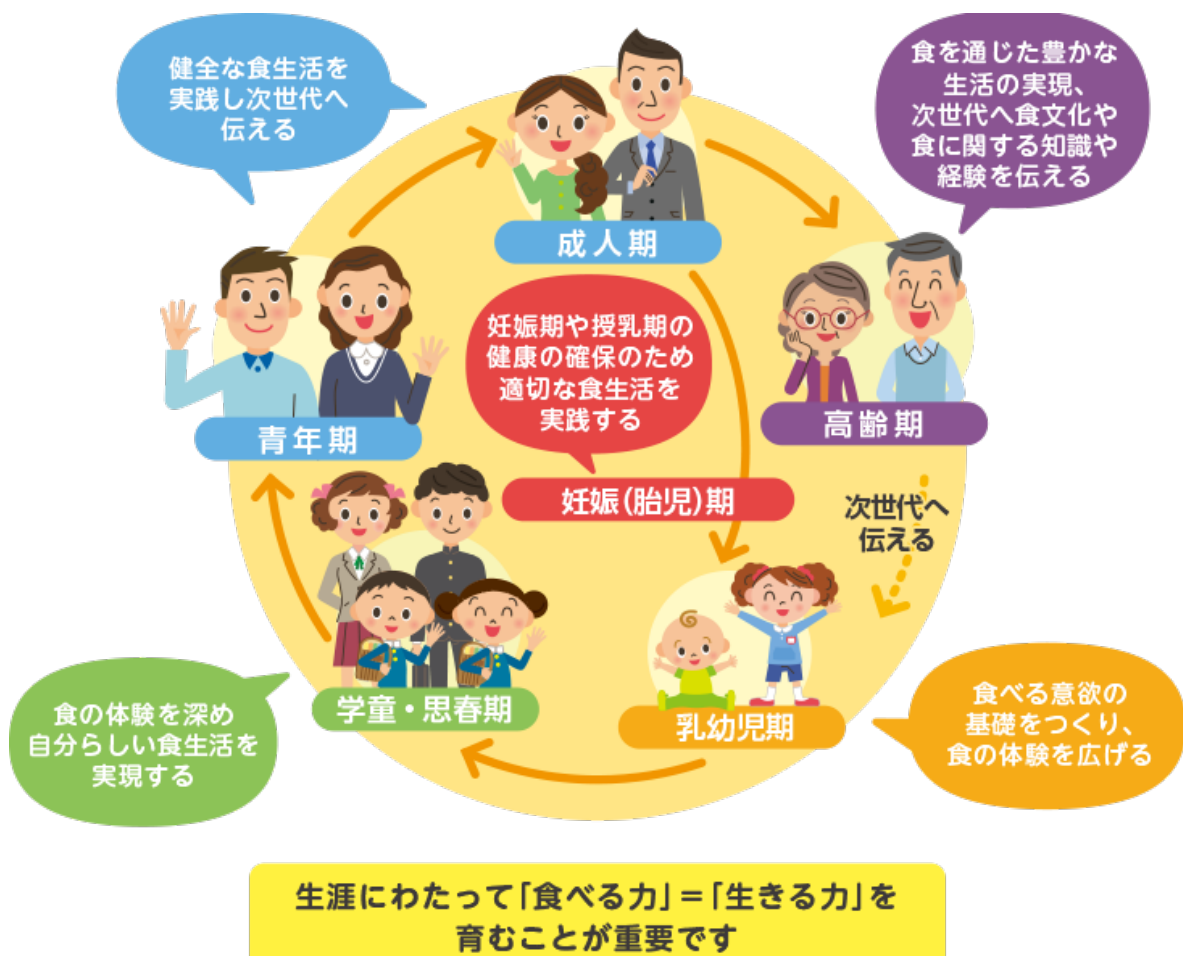 健全な食生活を
実践し次世代へ
伝える
食を通じた豊かな
生活の実現、
次世代へ食文化や
食に関する知識や
経験を伝える
成人期
青年期
妊娠期や授乳期の
健康の確保のため
適切な食生活を
実践する
高齢期
妊娠(胎児)期
次世代へ
伝える
学童・思春期
乳幼児期
食の体験を深め
自分らしい食生活を
実現する
食べる意欲の
基礎をつくり、
食の体験を広げる
生涯にわたって「食べる力」=「生きる力」を
育むことが重要です